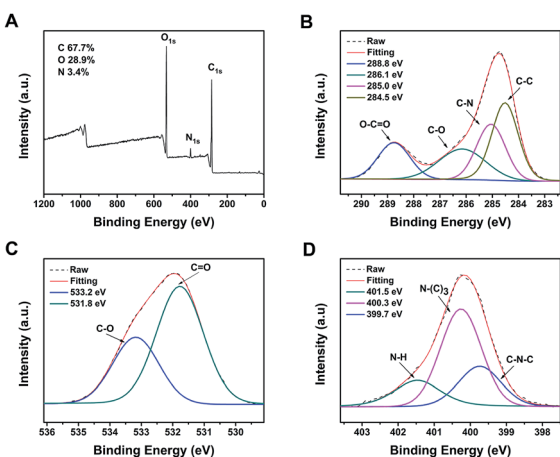 A
C 67.7%
O 28.9%
N 3.4%
O1s
C1s
N1s
Intensity (a.u.)
1200 1000 800 600 400 200 0
Binding Energy (eV)
B
Raw
Fitting
288.8 eV
286.1 eV
285.0 eV
284.5 eV
C-C
C-N
O-C=O
C-O
Intensity (a.u.)
290 289 288 287 286 285 284 283
Binding Energy (eV)
C
Raw
Fitting
533.2 eV
531.8 eV
C=O
C-O
Intensity (a.u.)
536 535 534 533 532 531 530
Binding Energy (eV)
D
Raw
Fitting
401.5 eV
400.3 eV
399.7 eV
N-(C)3
N-H
C-N-C
Intensity (a.u)
403 402 401 400 399 398
Binding Energy (eV)